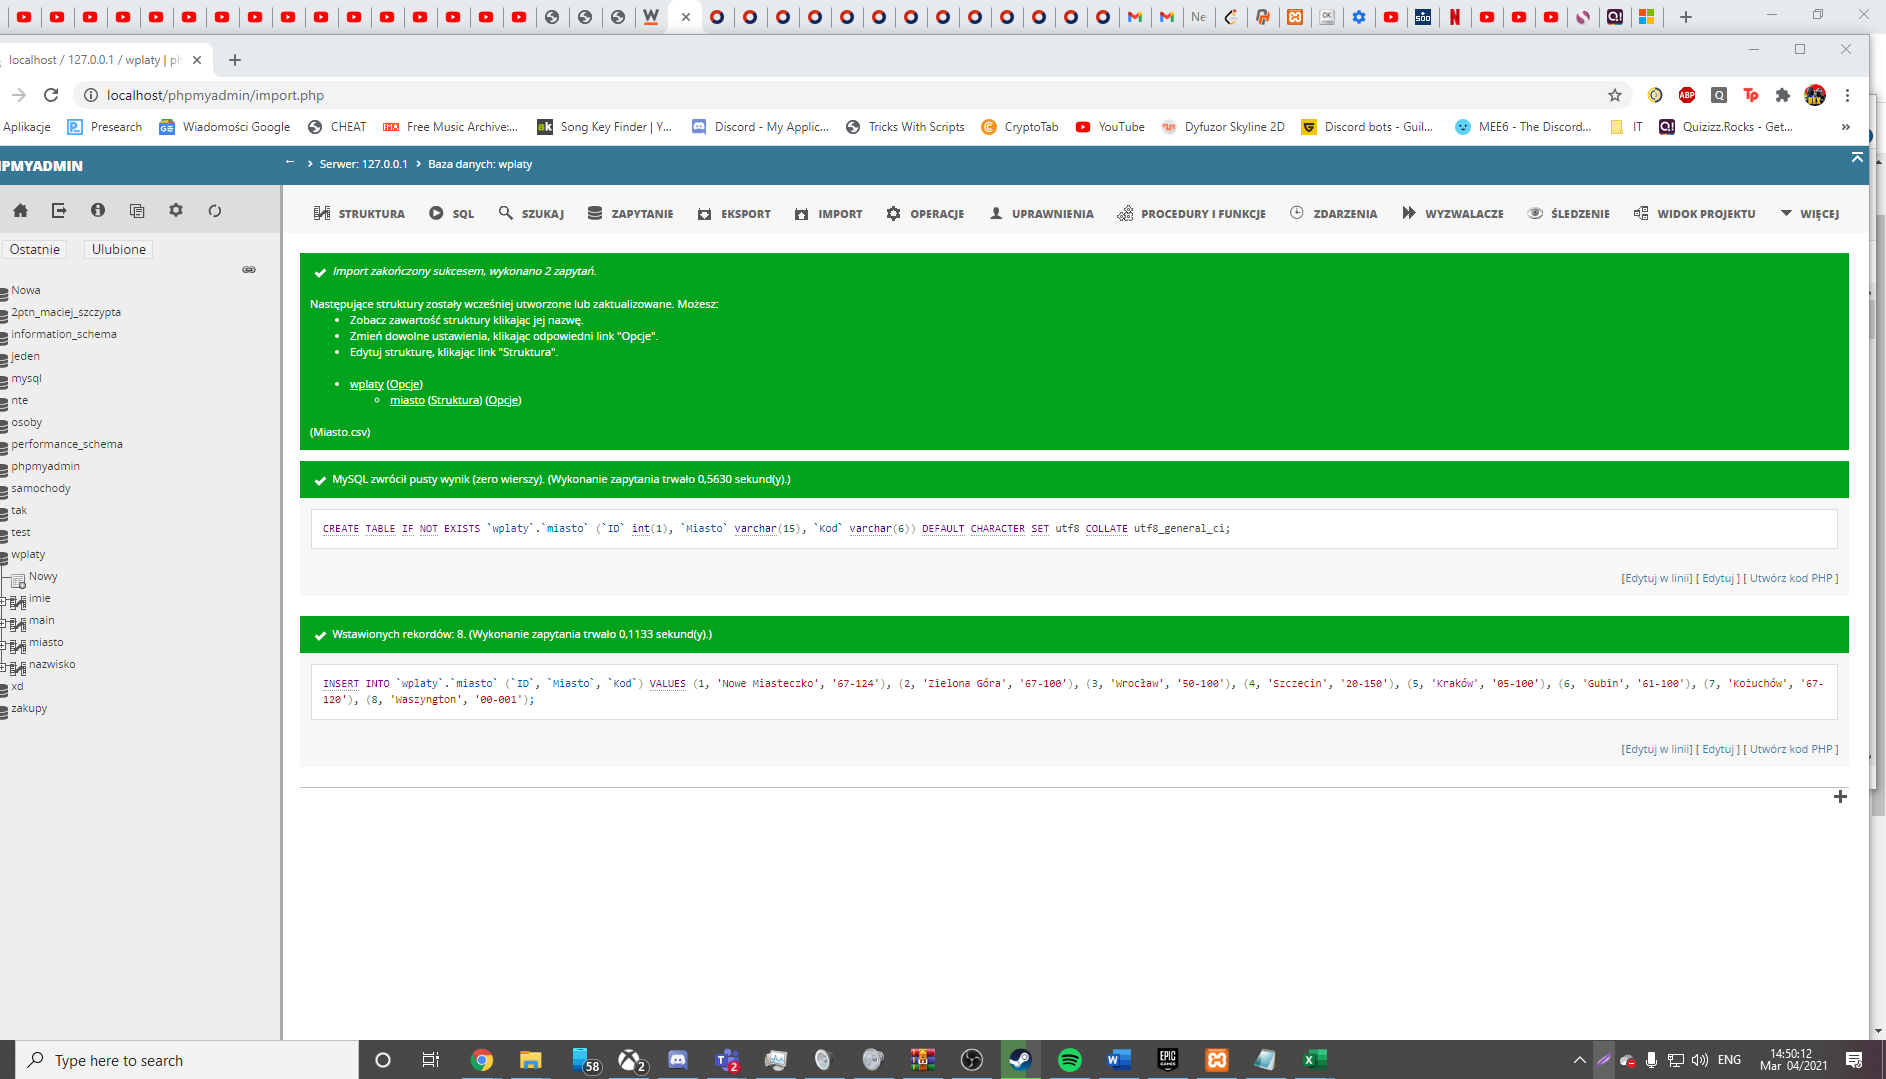 Ne
localhost / 127.0.0.1 / wplaty | ph
localhost/phpmyadmin/import.php
ABP
Aplikacje
Presearch
Wiadomości Google
CHEAT
Free Music Archive:...
Song Key Finder | Y...
Discord - My Applic...
Tricks With Scripts
CryptoTab
YouTube
Dyfuzor Skyline 2D
Discord bots - Guil...
MEE6 - The Discord...
IT
Quizizz.Rocks - Get...
»
HPMYADMIN
Serwer: 127.0.0.1
Baza danych: wplaty
STRUKTURA
SQL
SZUKAJ
ZAPYTANIE
EKSPORT
IMPORT
OPERACJE
UPRAWNIENIA
PROCEDURY I FUNKCJE
ZDARZENIA
WYZWALACZE
ŚLEDZENIE
WIDOK PROJEKTU
WIĘCEJ
Ostatnie
Ulubione
Nowa
2ptn_maciej_szczypta
information_schema
jeden
mysql
nte
osoby
performance_schema
phpmyadmin
samochody
tak
test
wplaty
Nowy
imie
main
miasto
nazwisko
xd
zakupy
Import zakończony sukcesem, wykonano 2 zapytań.
Następujące struktury zostały wcześniej utworzone lub zaktualizowane. Możesz:
• Zobacz zawartość struktury klikając jej nazwę.
• Zmień dowolne ustawienia, klikając odpowiedni link "Opcje".
• Edytuj strukturę, klikając link "Struktura".
• wplaty (Opcje)
◦ miasto (Struktura) (Opcje)
(Miasto.csv)
MySQL zwrócił pusty wynik (zero wierszy). (Wykonanie zapytania trwało 0,5630 sekund(y).)
CREATE TABLE IF NOT EXISTS `wplaty`.`miasto` (`ID` int(1), `Miasto` varchar(15), `Kod` varchar(6)) DEFAULT CHARACTER SET utf8 COLLATE utf8_general_ci;
[Edytuj w linii] [ Edytuj ] [ Utwórz kod PHP ]
Wstawionych rekordów: 8. (Wykonanie zapytania trwało 0,1133 sekund(y).)
INSERT INTO `wplaty`.`miasto` (`ID`, `Miasto`, `Kod`) VALUES (1, 'Nowe Miasteczko', '67-124'), (2, 'Zielona Góra', '67-100'), (3, 'Wrocław', '50-100'), (4, 'Szczecin', '20-150'), (5, 'Kraków', '05-100'), (6, 'Gubin', '61-100'), (7, 'Kożuchów', '67-
120'), (8, 'Waszyngton', '00-001');
[Edytuj w linii] [ Edytuj ] [ Utwórz kod PHP ]
Type here to search
58
2
2
EPIC GAMES
ENG
14:50:12
Mar 04/2021